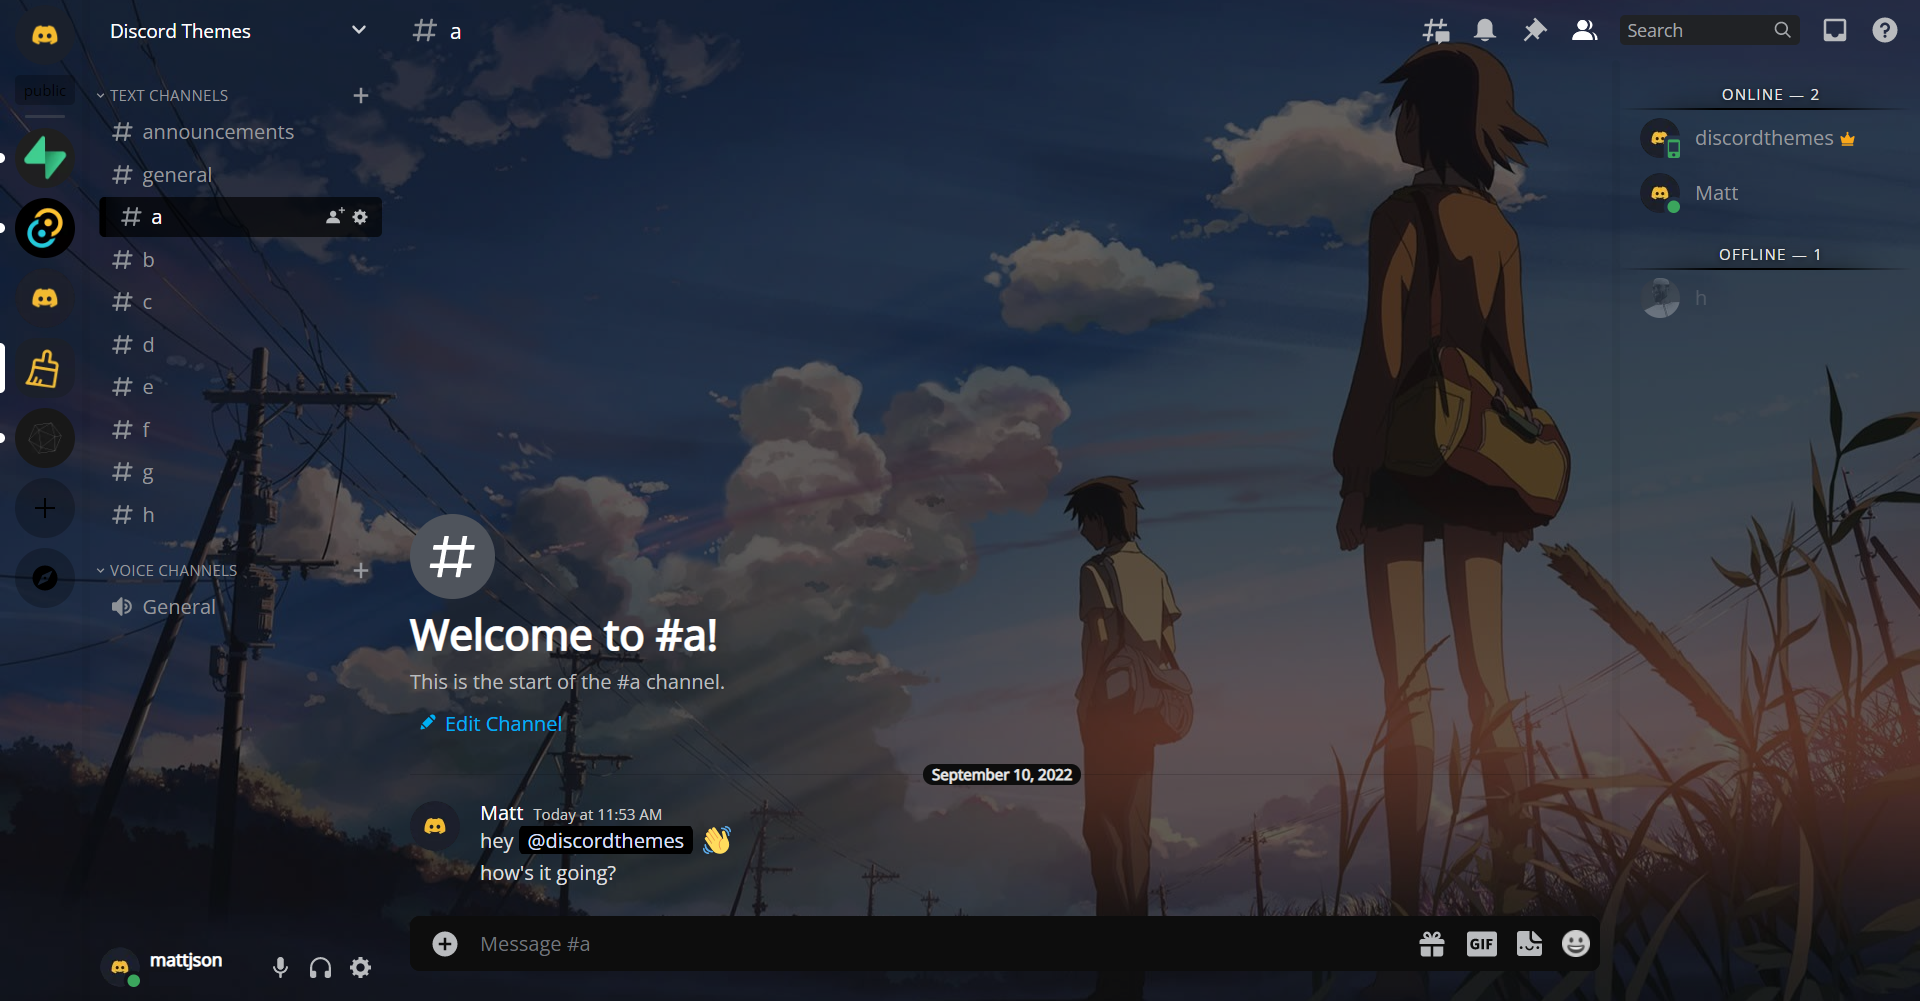 public
Discord Themes
TEXT CHANNELS
announcements
general
a
b
c
d
e
f
g
h
VOICE CHANNELS
General
mattjson
# a
Search
Welcome to #a!
This is the start of the #a channel.
Edit Channel
September 10, 2022
Matt Today at 11:53 AM
hey @discordthemes 👋
how's it going?
Message #a
GIF
ONLINE — 2
discordthemes
Matt
OFFLINE — 1
h